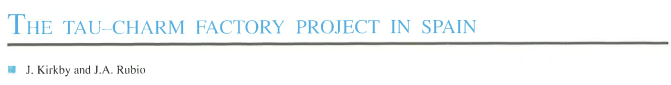 THE TAU–CHARM FACTORY PROJECT IN SPAIN
J. Kirkby and J.A. Rubio